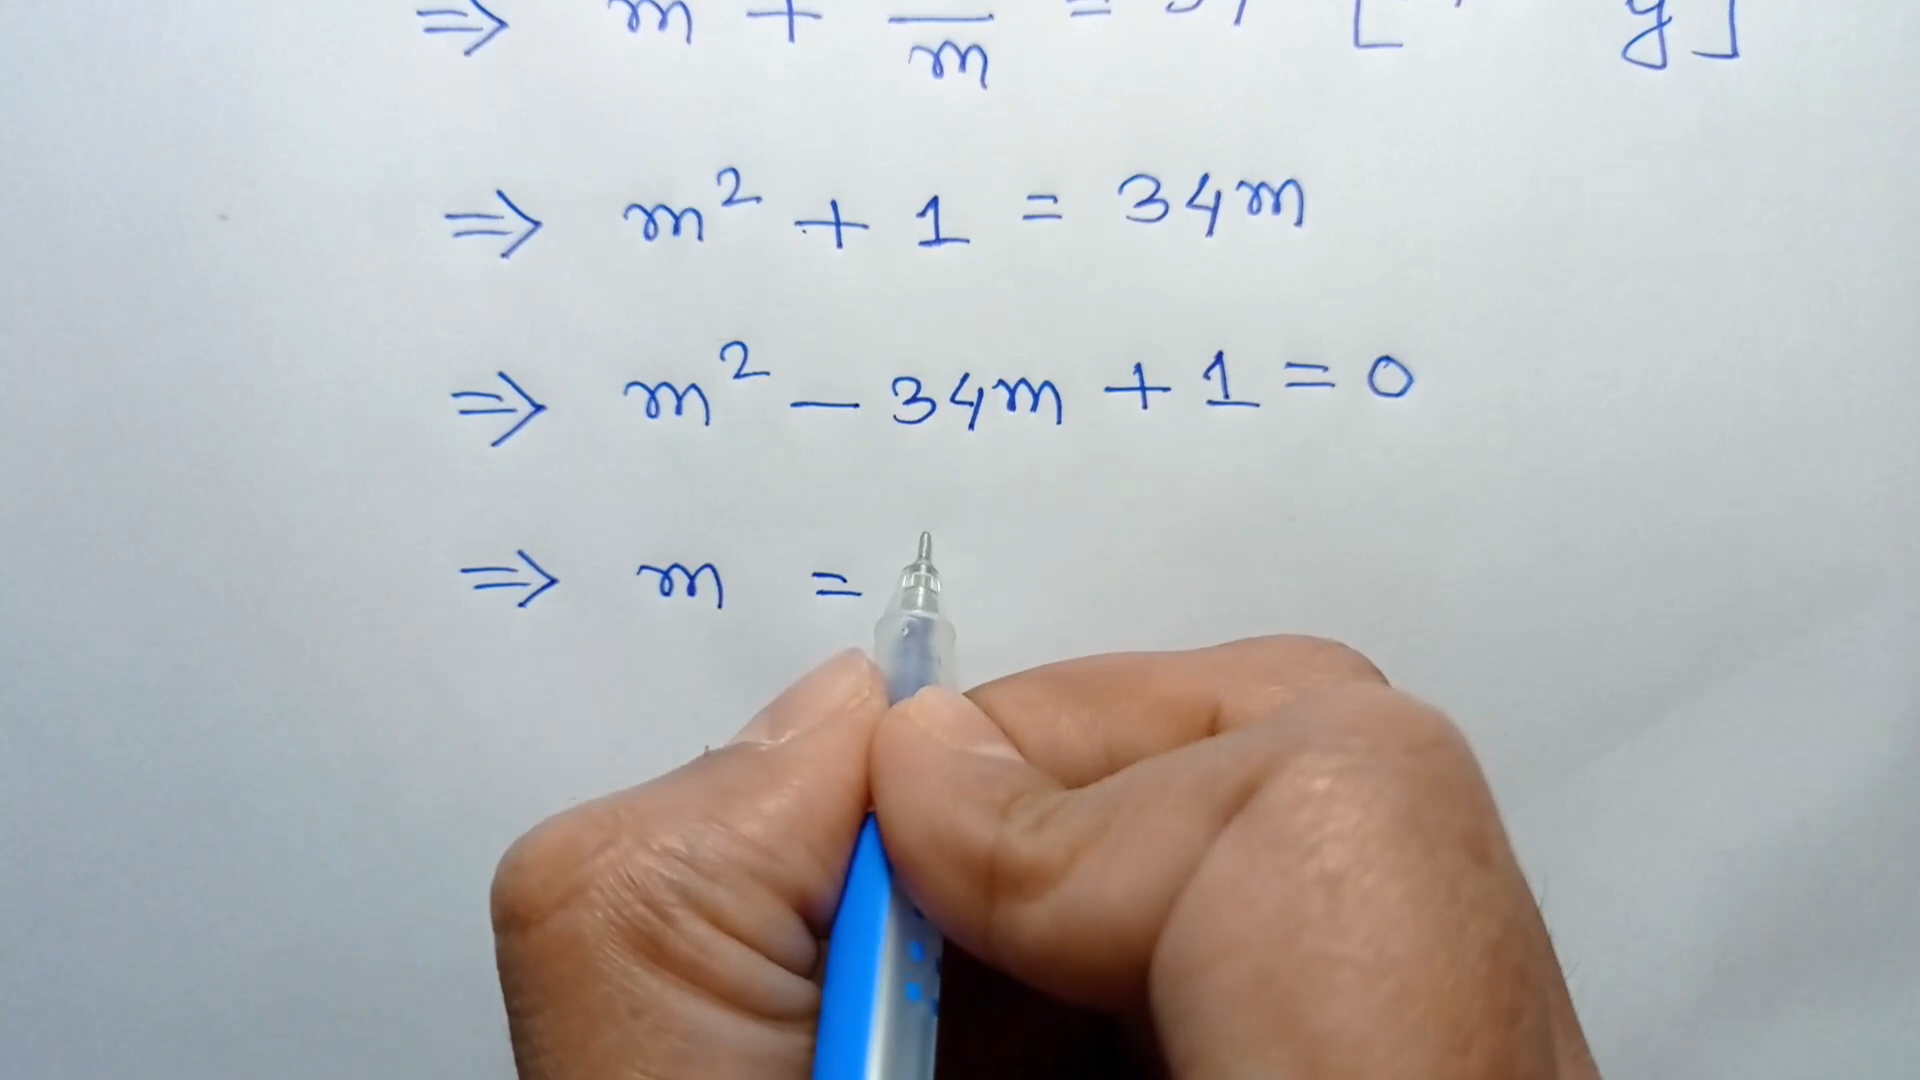 ⇒ m + — / m =
⇒ m² + 1 = 34m
⇒ m² − 34m + 1 = 0
⇒ m =